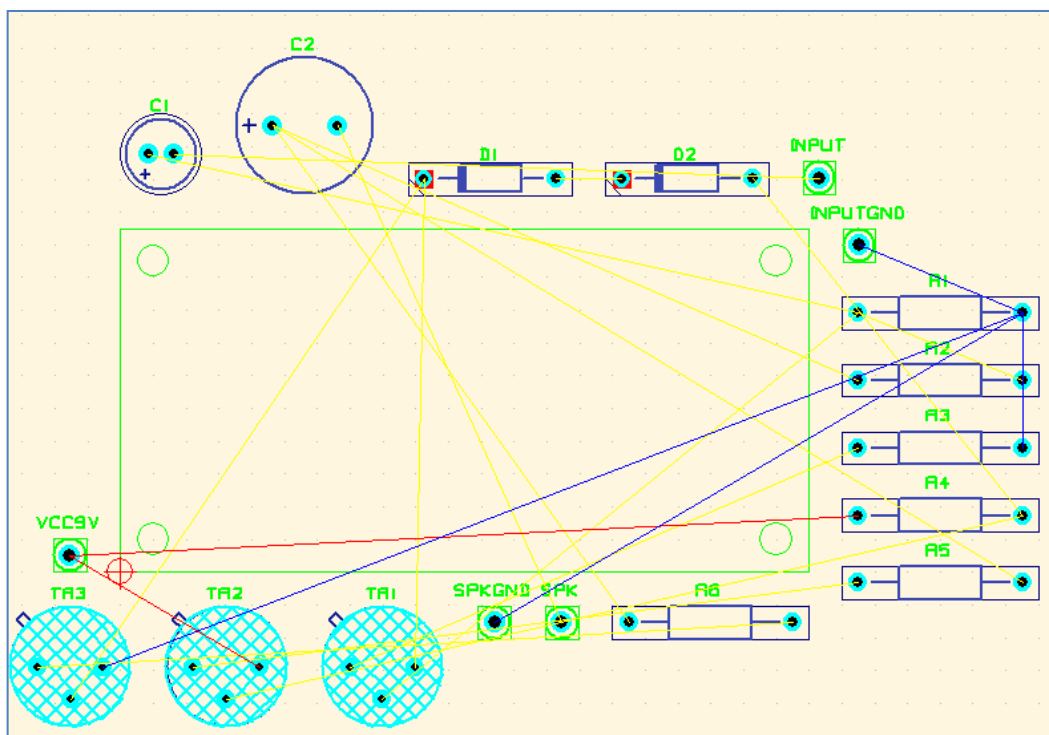 C2
C1
+
+
D1
D2
INPUT
INPUTGND
R1
R2
R3
R4
R5
VCC9V
TR3
TR2
TR1
SPKGND
SPK
R6